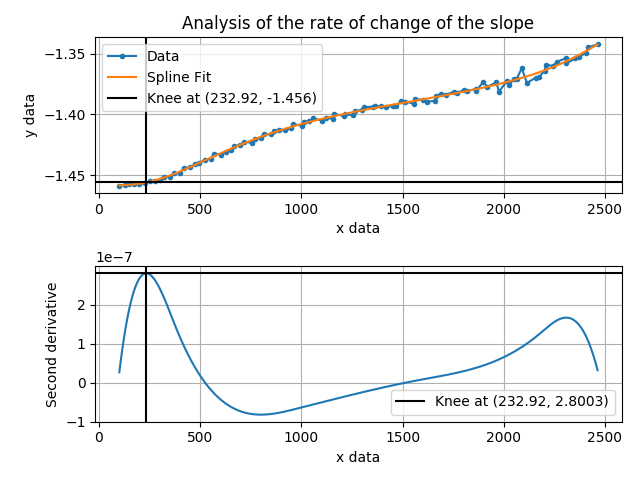 Analysis of the rate of change of the slope
−1.35
−1.40
−1.45
y data
Data
Spline Fit
Knee at (232.92, -1.456)
0 500 1000 1500 2000 2500
x data
1e−7
2
1
0
−1
Second derivative
Knee at (232.92, 2.8003)
0 500 1000 1500 2000 2500
x data